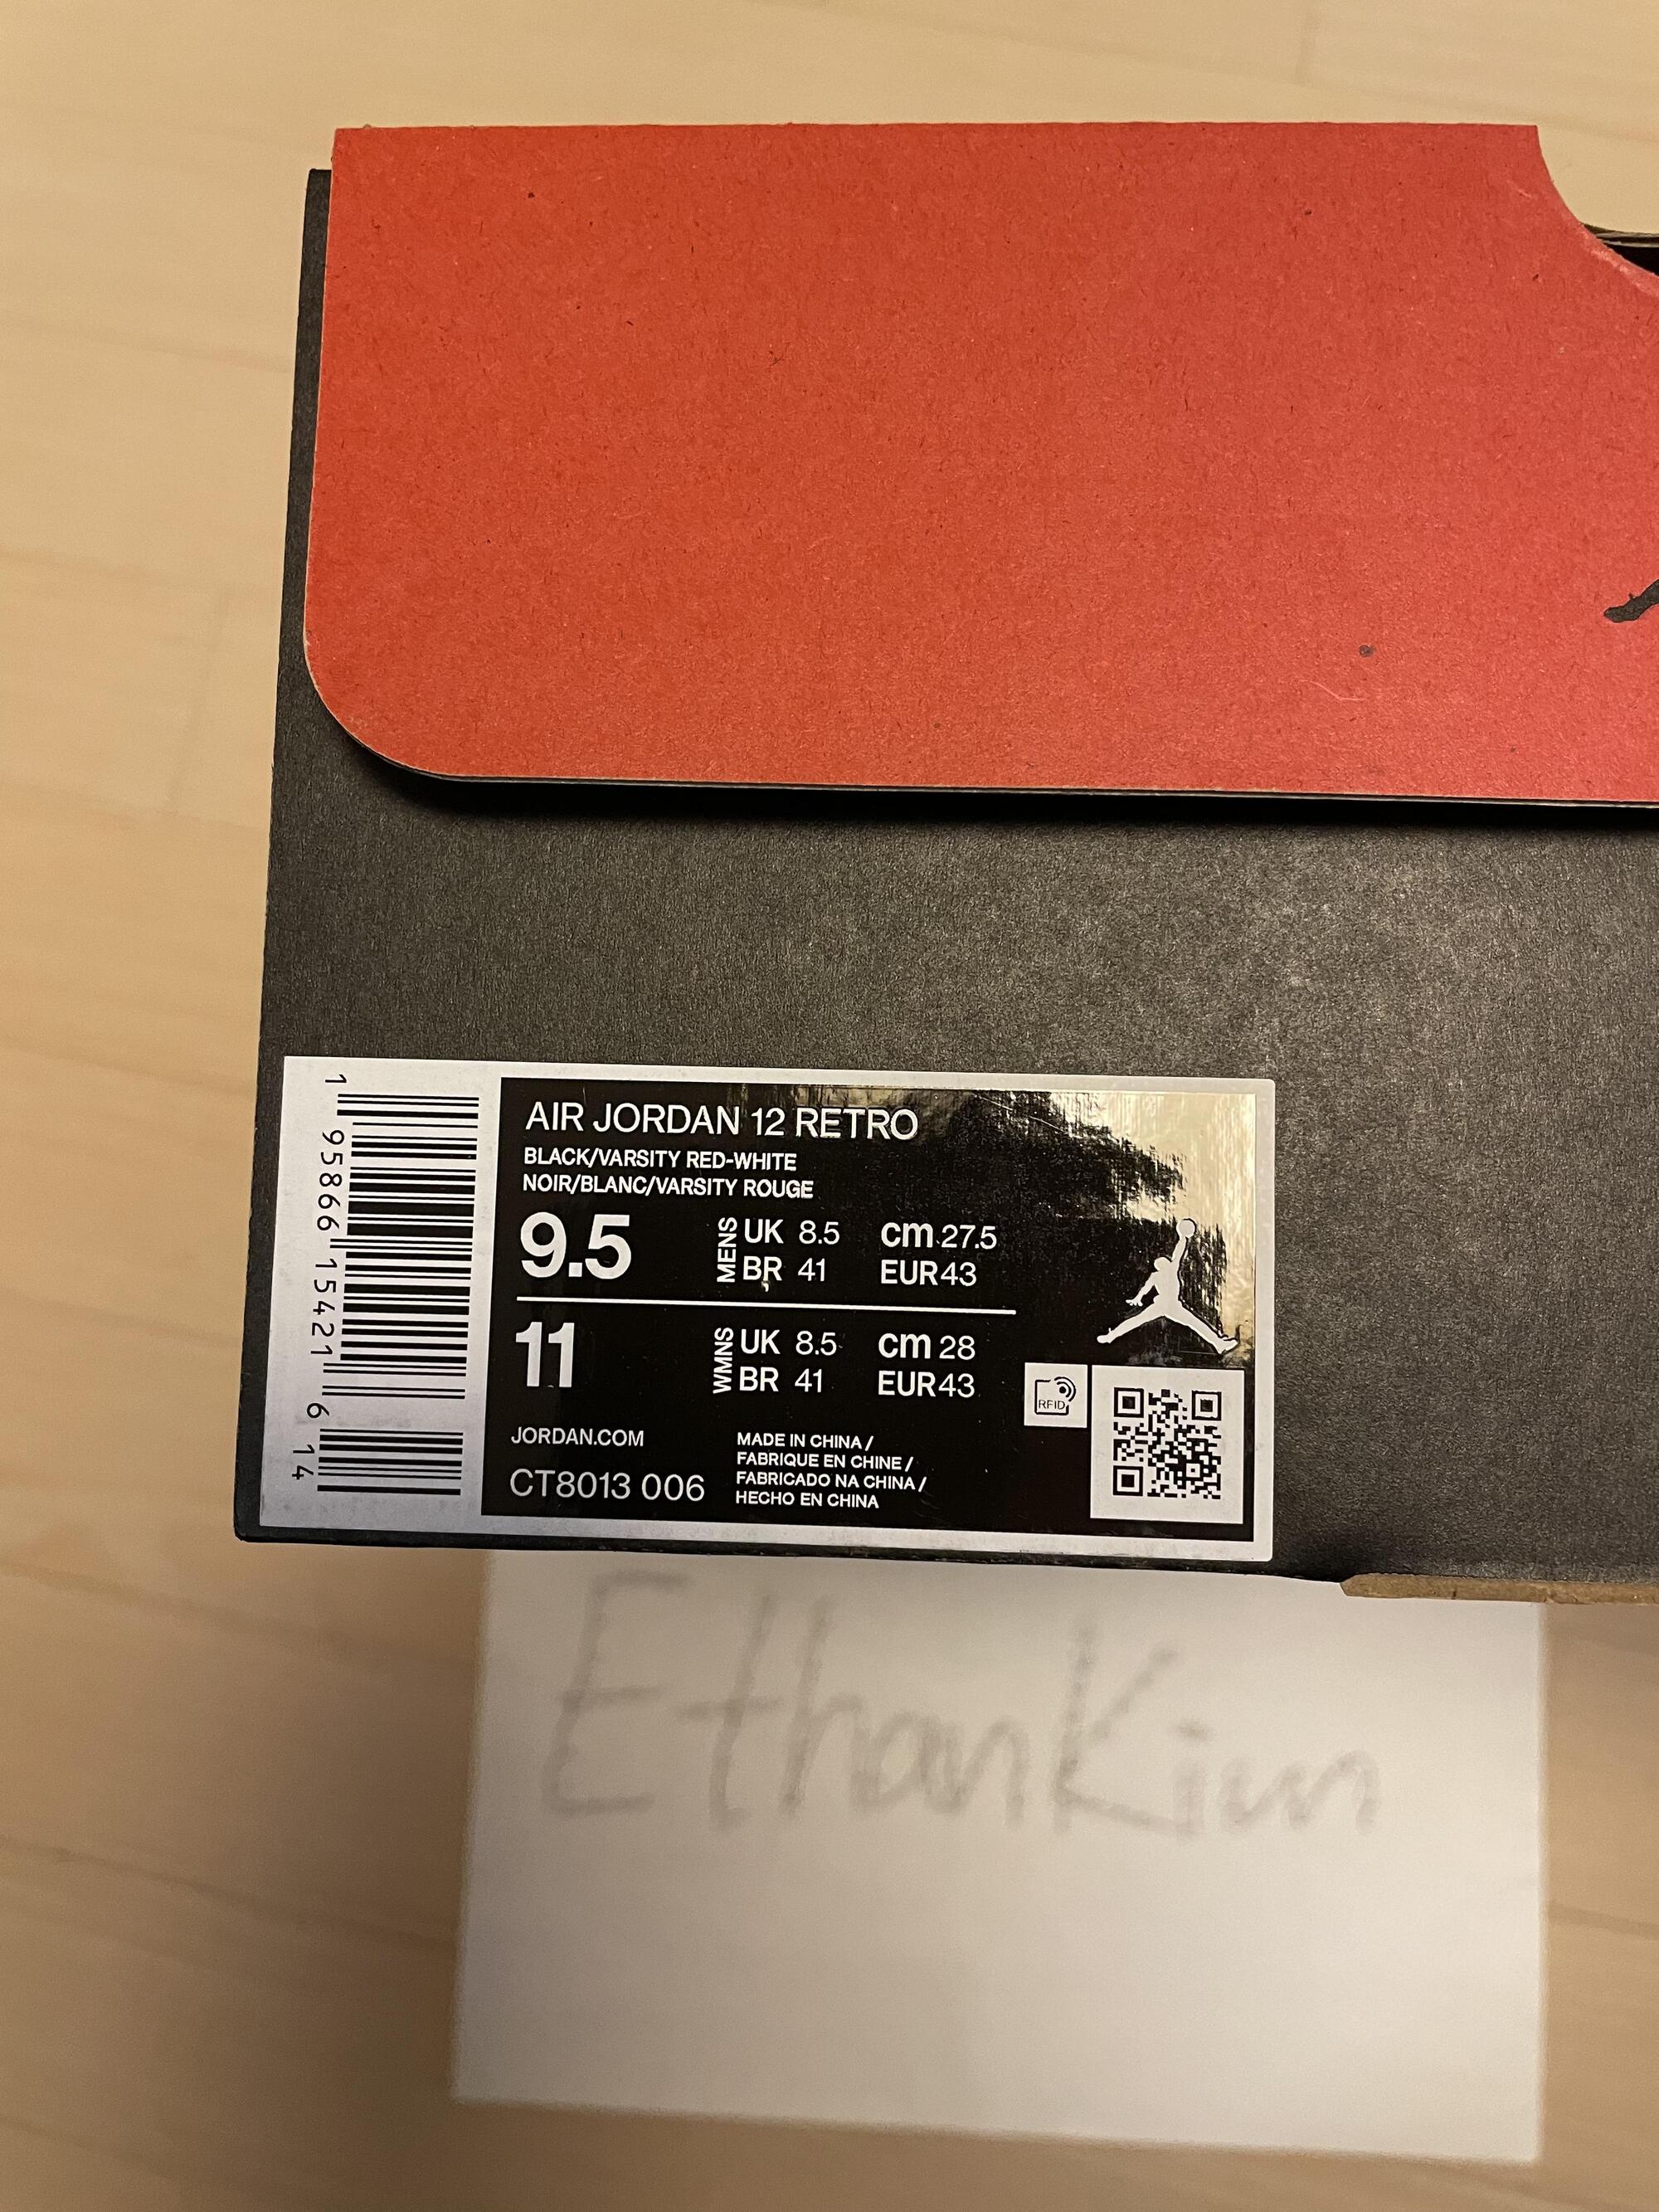 AIR JORDAN 12 RETRO
BLACK/VARSITY RED-WHITE
NOIR/BLANC/VARSITY ROUGE
9.5 MENS UK 8.5 cm 27.5
BR 41 EUR 43
11 WMNS UK 8.5 cm 28
BR 41 EUR 43
RFID
JORDAN.COM
CT8013 006
MADE IN CHINA /
FABRIQUE EN CHINE /
FABRICADO NA CHINA /
HECHO EN CHINA
1 95866 15421 6 14
Ethan Kim